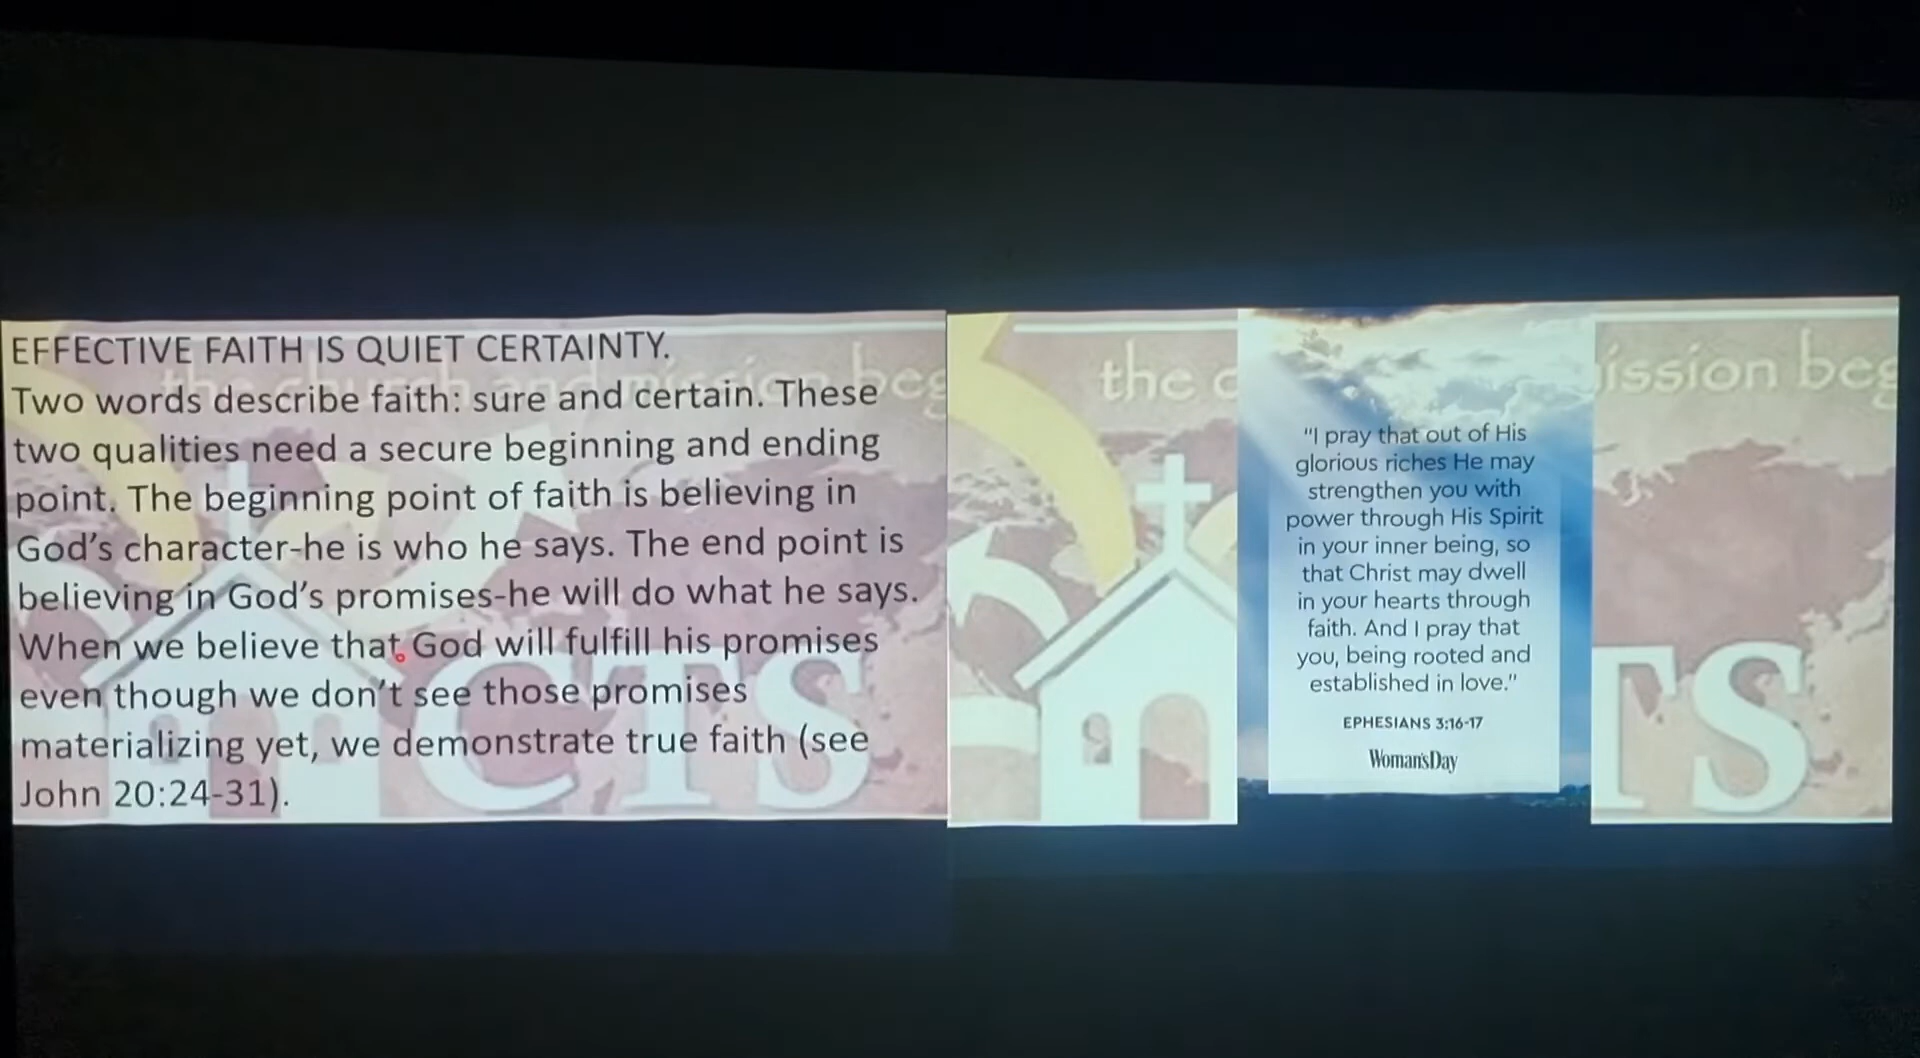 EFFECTIVE FAITH IS QUIET CERTAINTY.
Two words describe faith: sure and certain. These
two qualities need a secure beginning and ending
point. The beginning point of faith is believing in
God's character-he is who he says. The end point is
believing in God's promises-he will do what he says.
When we believe that God will fulfill his promises
even though we don't see those promises
materializing yet, we demonstrate true faith (see
John 20:24-31).
the church and mission beg
CTS
the c
ission beg
TS
"I pray that out of His
glorious riches He may
strengthen you with
power through His Spirit
in your inner being, so
that Christ may dwell
in your hearts through
faith. And I pray that
you, being rooted and
established in love."
EPHESIANS 3:16-17
Woman'sDay